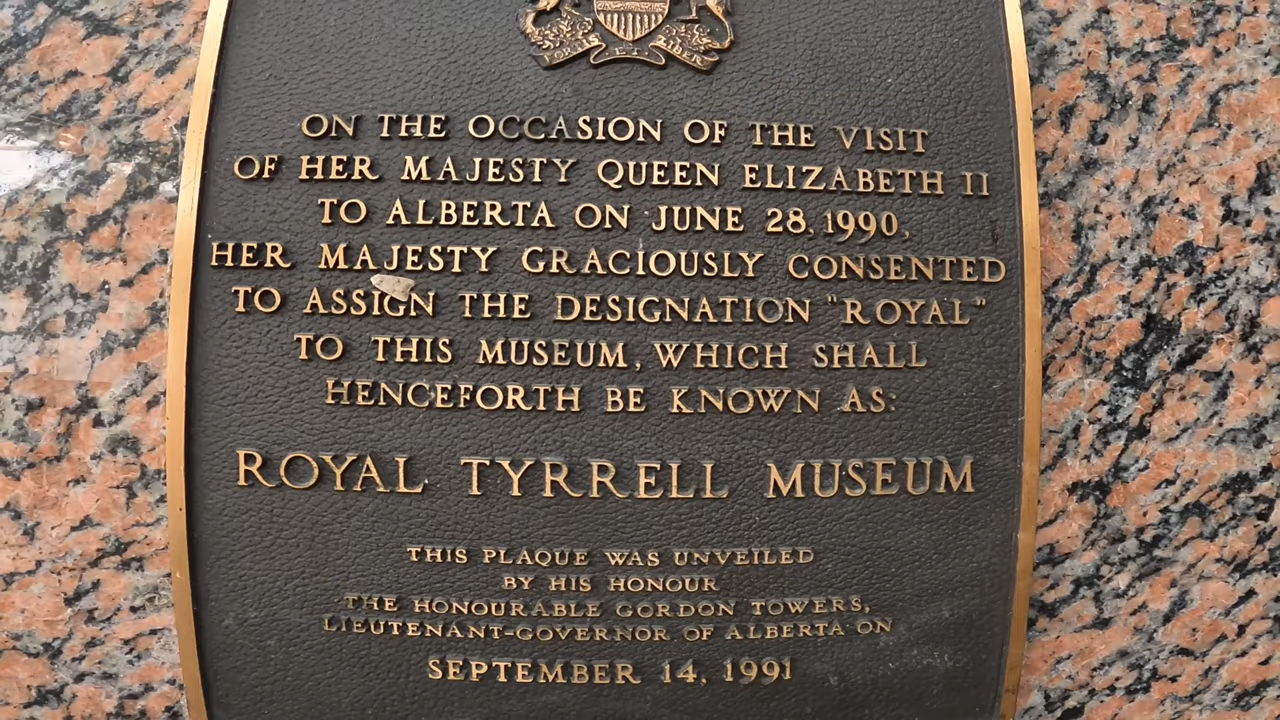 FORTIS ET LIBER
ON THE OCCASION OF THE VISIT
OF HER MAJESTY QUEEN ELIZABETH II
TO ALBERTA ON JUNE 28, 1990,
HER MAJESTY GRACIOUSLY CONSENTED
TO ASSIGN THE DESIGNATION "ROYAL"
TO THIS MUSEUM, WHICH SHALL
HENCEFORTH BE KNOWN AS:
ROYAL TYRRELL MUSEUM
THIS PLAQUE WAS UNVEILED
BY HIS HONOUR
THE HONOURABLE GORDON TOWERS,
LIEUTENANT-GOVERNOR OF ALBERTA ON
SEPTEMBER 14, 1991